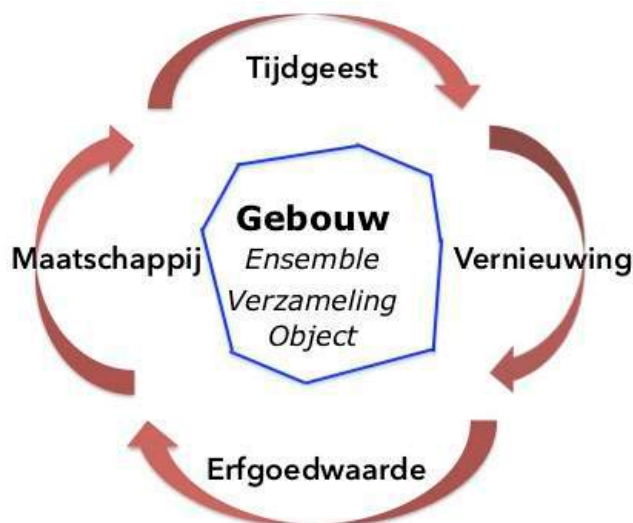 Tijdgeest
Gebouw
Maatschappij
Ensemble
Vernieuwing
Verzameling
Object
Erfgoedwaarde